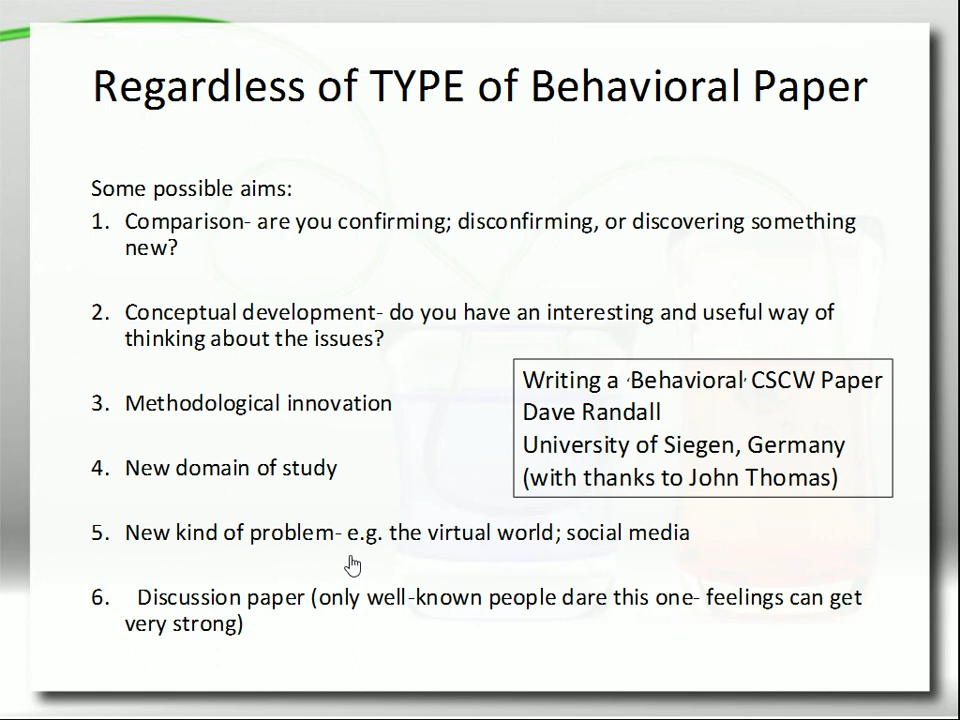 Regardless of TYPE of Behavioral Paper
Some possible aims:
1. Comparison- are you confirming; disconfirming, or discovering something
new?
2. Conceptual development- do you have an interesting and useful way of
thinking about the issues?
3. Methodological innovation
4. New domain of study
5. New kind of problem- e.g. the virtual world; social media
6. Discussion paper (only well-known people dare this one- feelings can get
very strong)
Writing a ‘Behavioral’ CSCW Paper
Dave Randall
University of Siegen, Germany
(with thanks to John Thomas)